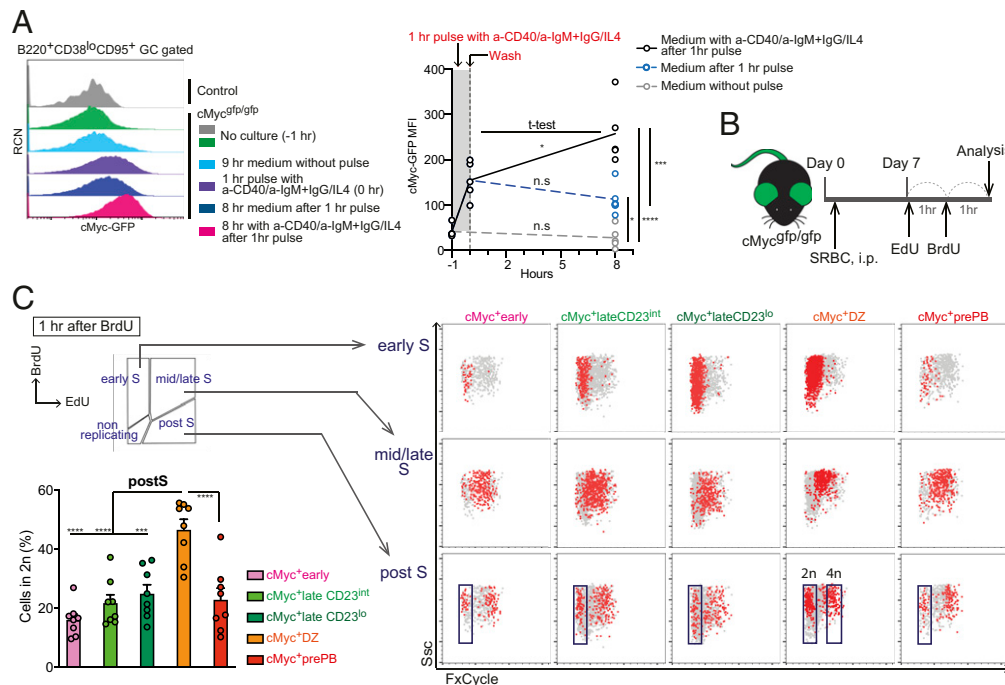 A
B220+CD38loCD95+ GC gated
RCN
cMyc-GFP
Control
cMycgfp/gfp
No culture (-1 hr)
9 hr medium without pulse
1 hr pulse with
a-CD40/a-IgM+IgG/IL4 (0 hr)
8 hr medium after 1 hr pulse
8 hr with a-CD40/a-IgM+IgG/IL4
after 1hr pulse
1 hr pulse with a-CD40/a-IgM+IgG/IL4
Wash
Medium with a-CD40/a-IgM+IgG/IL4
after 1hr pulse
Medium after 1 hr pulse
Medium without pulse
cMyc-GFP MFI
400
300
200
100
0
t-test
*
n.s
n.s
***
*
****
-1
0
2
4
6
8
Hours
B
Day 0
Day 7
Analysis
1hr
1hr
cMycgfp/gfp
SRBC, i.p.
EdU
BrdU
C
1 hr after BrdU
BrdU
EdU
early S
mid/late S
non
replicating
post S
early S
mid/late
S
post S
postS
Cells in 2n (%)
60
40
20
0
****
****
***
****
cMyc+early
cMyc+late CD23int
cMyc+late CD23lo
cMyc+DZ
cMyc+prePB
cMyc+early
cMyc+lateCD23int
cMyc+lateCD23lo
cMyc+DZ
cMyc+prePB
2n
4n
Ssc
FxCycle